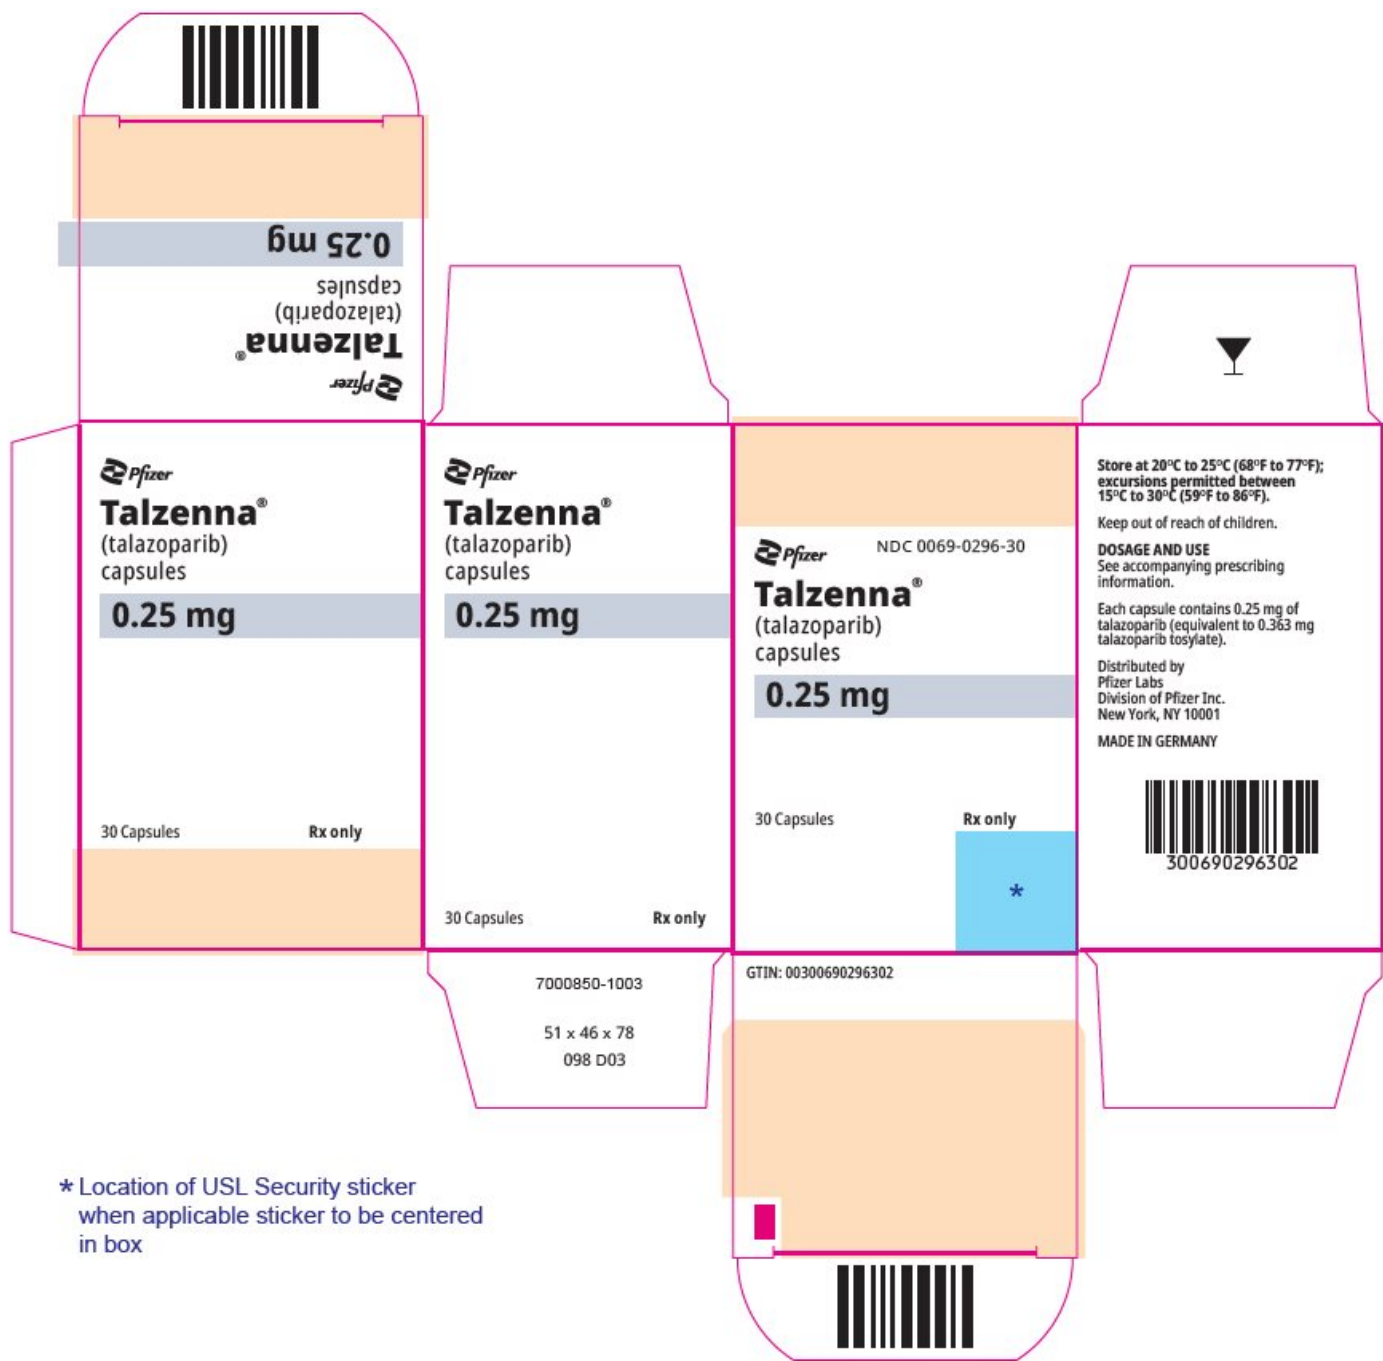 0.25 mg
capsules
(talazoparib)
Talzenna®
Pfizer
Pfizer
Talzenna®
(talazoparib)
capsules
0.25 mg
30 Capsules
Rx only
Pfizer
Talzenna®
(talazoparib)
capsules
0.25 mg
30 Capsules
Rx only
Pfizer
NDC 0069-0296-30
Talzenna®
(talazoparib)
capsules
0.25 mg
30 Capsules
Rx only
*
Store at 20°C to 25°C (68°F to 77°F);
excursions permitted between
15°C to 30°C (59°F to 86°F).
Keep out of reach of children.
DOSAGE AND USE
See accompanying prescribing
information.
Each capsule contains 0.25 mg of
talazoparib (equivalent to 0.363 mg
talazoparib tosylate).
Distributed by
Pfizer Labs
Division of Pfizer Inc.
New York, NY 10001
MADE IN GERMANY
300690296302
7000850-1003
51 x 46 x 78
098 D03
GTIN: 00300690296302
* Location of USL Security sticker
when applicable sticker to be centered
in box